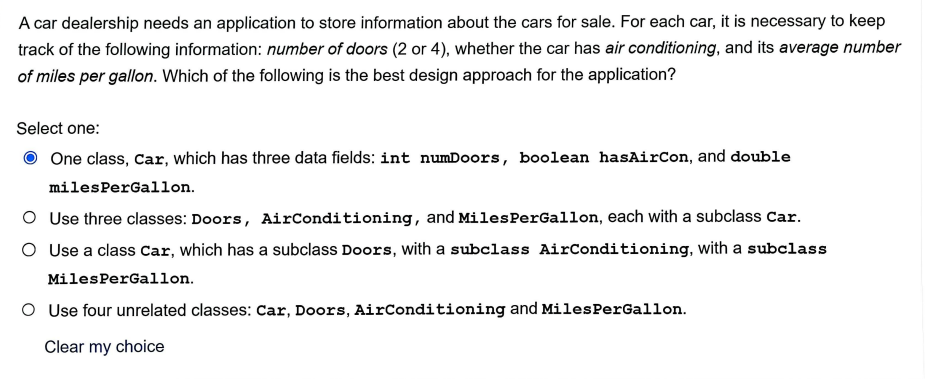 A car dealership needs an application to store information about the cars for sale. For each car, it is necessary to keep
track of the following information: number of doors (2 or 4), whether the car has air conditioning, and its average number
of miles per gallon. Which of the following is the best design approach for the application?
Select one:
One class, Car, which has three data fields: int numDoors, boolean hasAirCon, and double
milesPerGallon.
Use three classes: Doors, AirConditioning, and MilesPerGallon, each with a subclass Car.
Use a class Car, which has a subclass Doors, with a subclass AirConditioning, with a subclass
MilesPerGallon.
Use four unrelated classes: Car, Doors, AirConditioning and MilesPerGallon.
Clear my choice